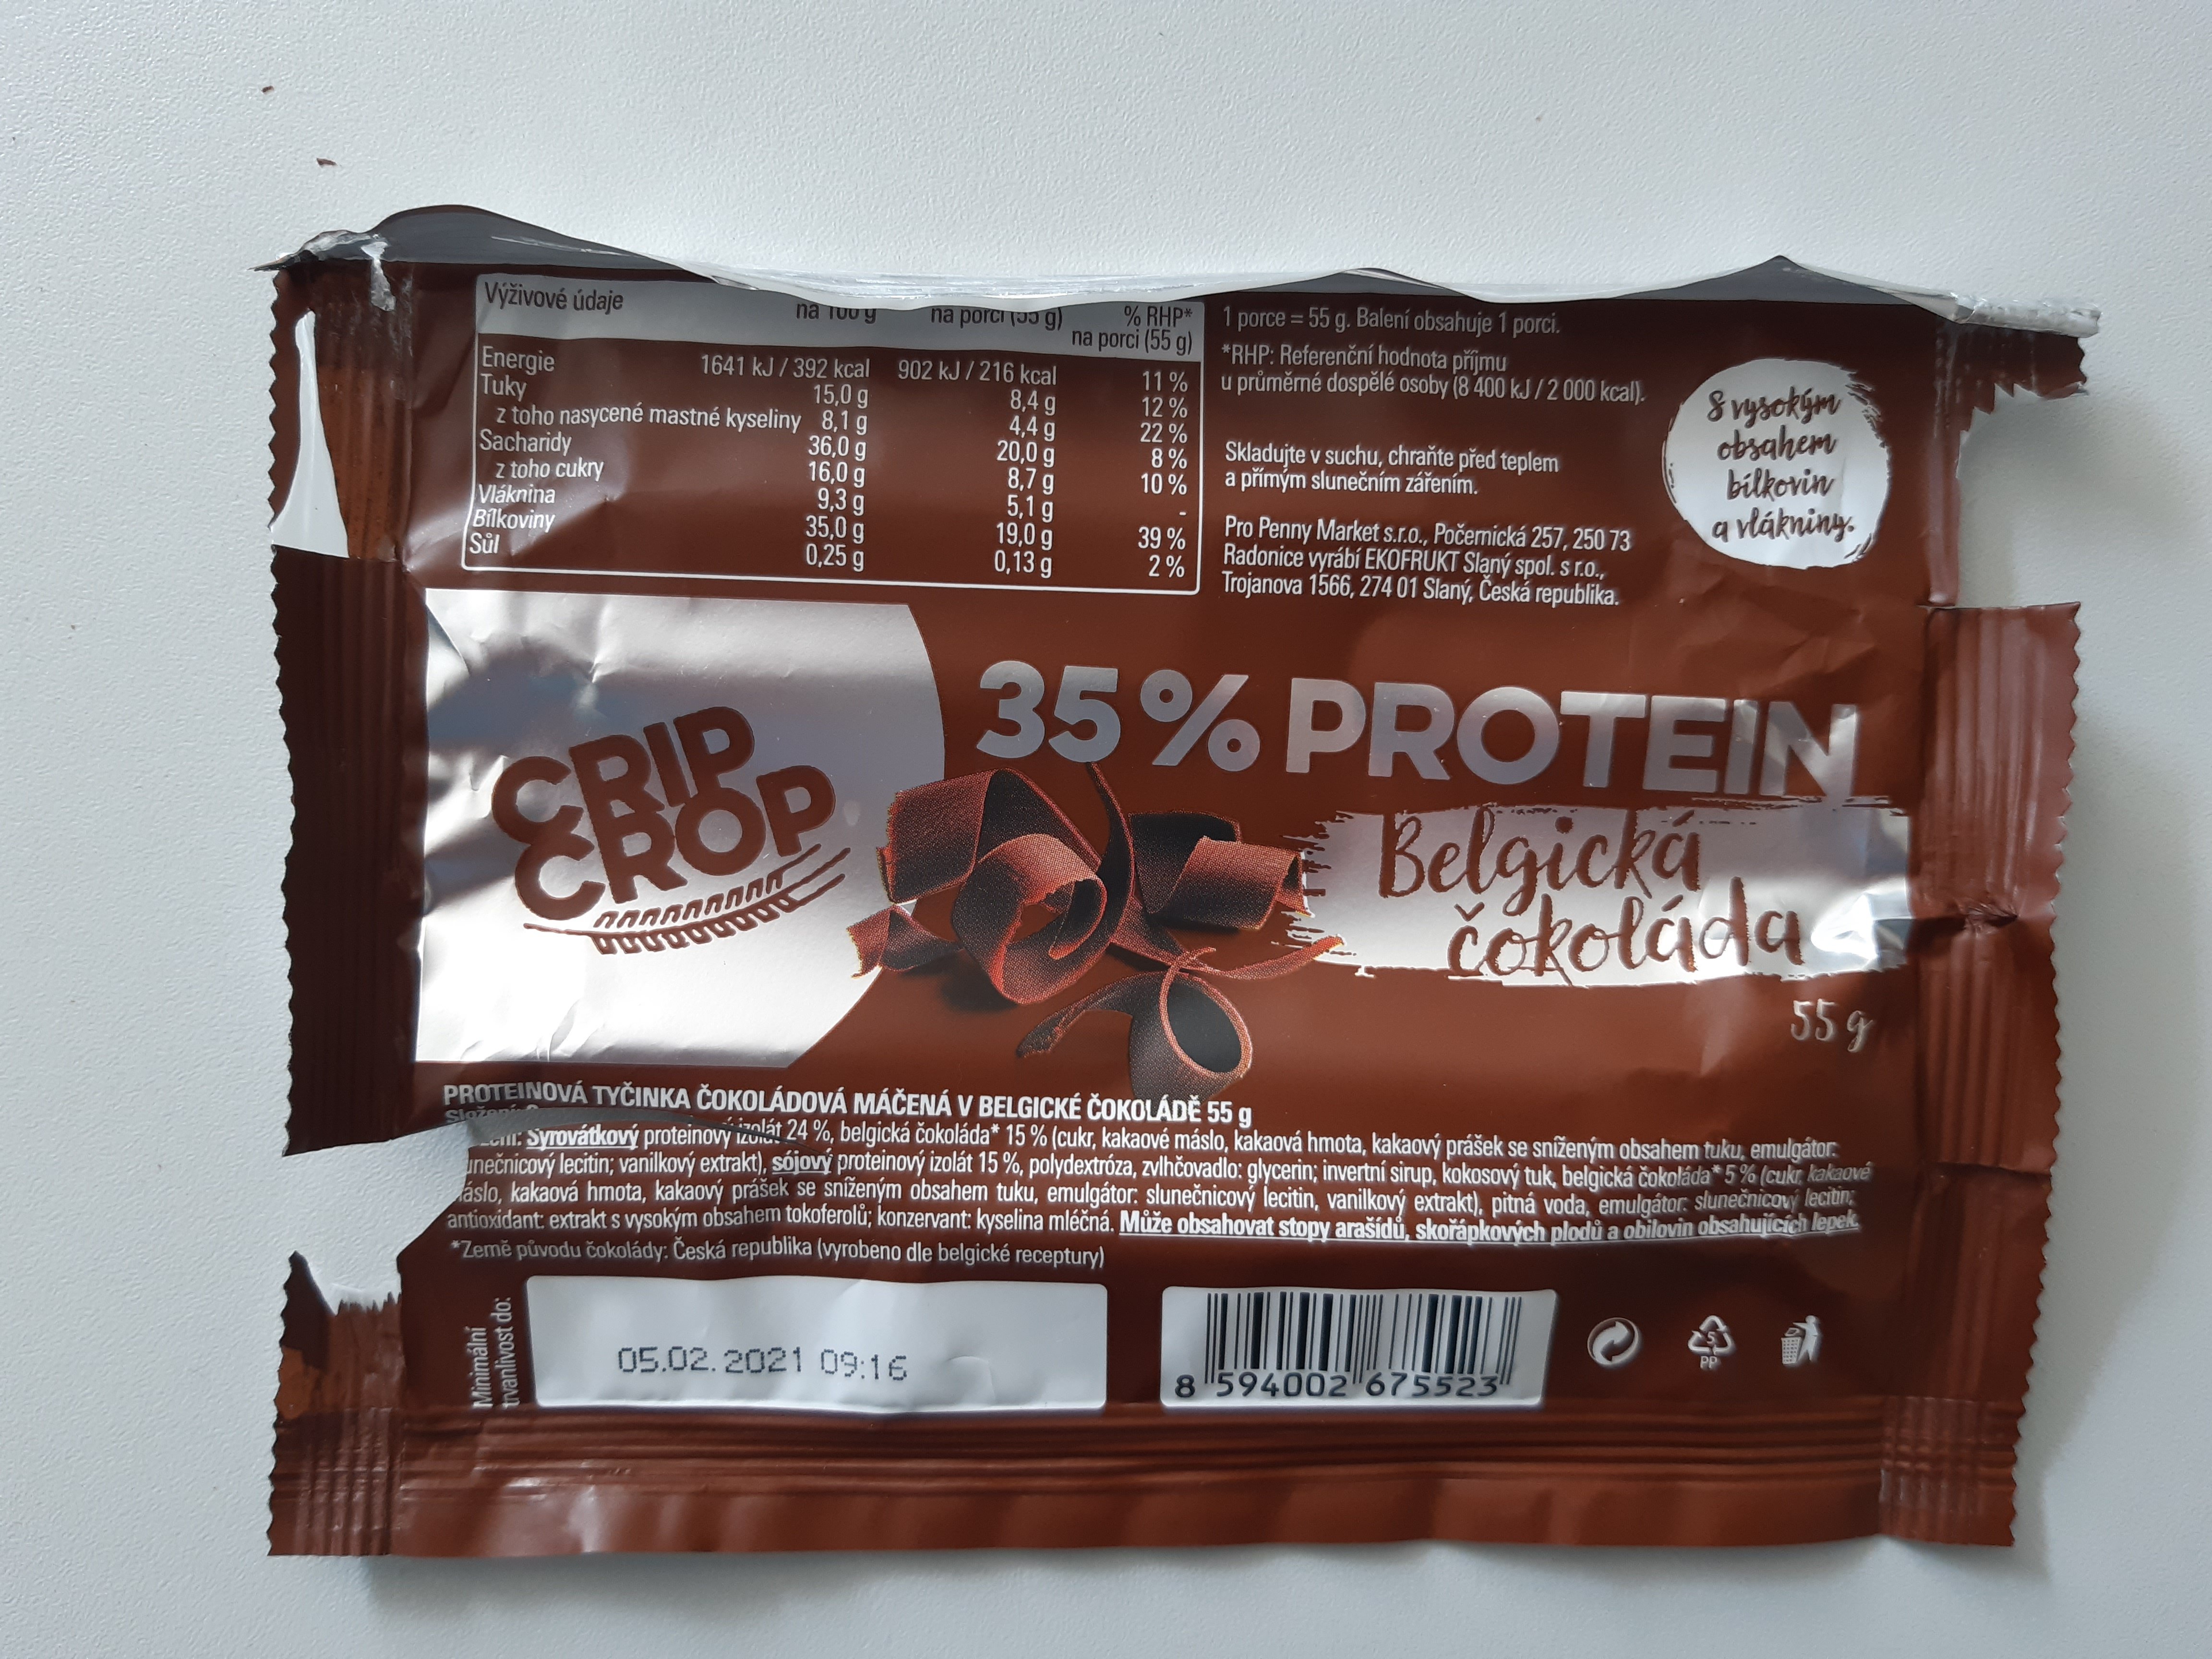 Výživové údaje na 100 g na porci (55 g) % RHP* na porci (55 g)
Energie 1641 kJ / 392 kcal 902 kJ / 216 kcal 11 %
Tuky 15,0 g 8,4 g 12 %
z toho nasycené mastné kyseliny 8,1 g 4,4 g 22 %
Sacharidy 36,0 g 20,0 g 8 %
z toho cukry 16,0 g 8,7 g 10 %
Vláknina 9,3 g 5,1 g -
Bílkoviny 35,0 g 19,0 g 39 %
Sůl 0,25 g 0,13 g 2 %
1 porce = 55 g. Balení obsahuje 1 porci.
*RHP: Referenční hodnota příjmu
u průměrné dospělé osoby (8 400 kJ / 2 000 kcal).
Skladujte v suchu, chraňte před teplem
a přímým slunečním zářením.
Pro Penny Market s.r.o., Počernická 257, 250 73
Radonice vyrábí EKOFRUKT Slaný spol. s r.o.,
Trojanova 1566, 274 01 Slaný, Česká republika.
S vysokým
obsahem
bílkovin
a vlákniny.
CRIP
CROP
35% PROTEIN
Belgická
čokoláda
55 g
PROTEINOVÁ TYČINKA ČOKOLÁDOVÁ MÁČENÁ V BELGICKÉ ČOKOLÁDĚ 55 g
Syrovátkový proteinový izolát 24 %, belgická čokoláda* 15 % (cukr, kakaové máslo, kakaová hmota, kakaový prášek se sníženým obsahem tuku, emulgátor:
unečnicový lecitin; vanilkový extrakt), sójový proteinový izolát 15 %, polydextróza, zvlhčovadlo: glycerin; invertní sirup, kokosový tuk, belgická čokoláda* 5 % (cukr, kakaové
áslo, kakaová hmota, kakaový prášek se sníženým obsahem tuku, emulgátor: slunečnicový lecitin, vanilkový extrakt), pitná voda, emulgátor: slunečnicový lecitin;
antioxidant: extrakt s vysokým obsahem tokoferolů; konzervant: kyselina mléčná. Může obsahovat stopy arašídů, skořápkových plodů a obilovin obsahujících lepek.
*Země původu čokolády: Česká republika (vyrobeno dle belgické receptury)
Minimální
trvanlivost do:
05.02.2021 09:16
8 594002 675523
5
PP